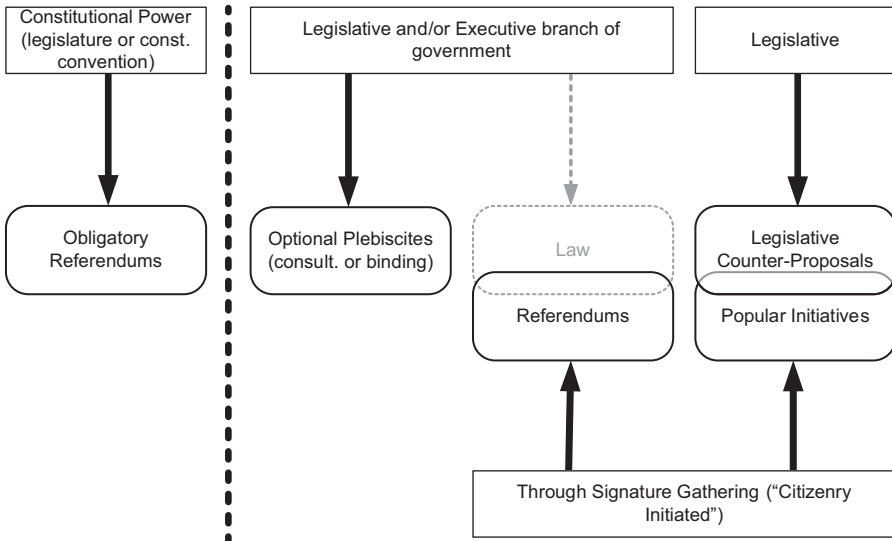 Constitutional Power
(legislature or const.
convention)
Legislative and/or Executive branch of
government
Legislative
Obligatory
Referendums
Optional Plebiscites
(consult. or binding)
Law
Legislative
Counter-Proposals
Referendums
Popular Initiatives
Through Signature Gathering (“Citizenry
Initiated”)